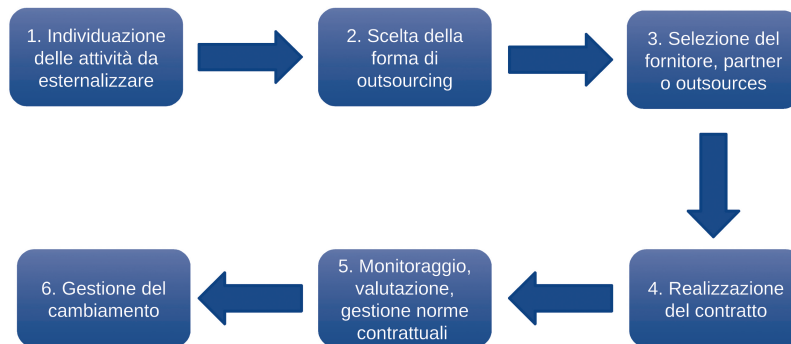 1. Individuazione
delle attività da
esternalizzare
2. Scelta della
forma di
outsourcing
3. Selezione del
fornitore, partner
o outsources
4. Realizzazione
del contratto
5. Monitoraggio,
valutazione,
gestione norme
contrattuali
6. Gestione del
cambiamento